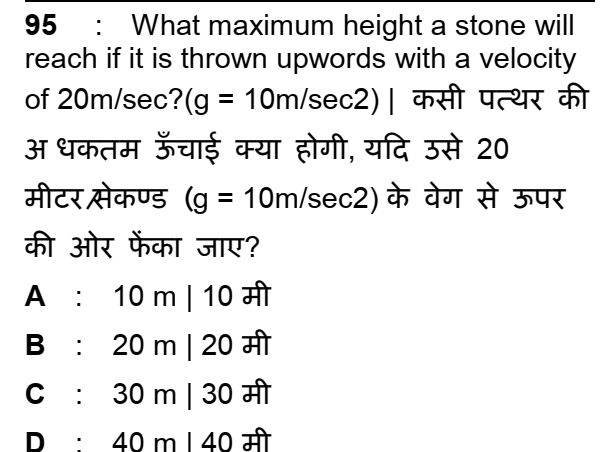 95 : What maximum height a stone will
reach if it is thrown upwords with a velocity
of 20m/sec?(g = 10m/sec2) | कसी पत्थर की
अ धकतम ऊँचाई क्या होगी, यदि उसे 20
मीटर/सेकण्ड (g = 10m/sec2) के वेग से ऊपर
की ओर फेंका जाए?
A : 10 m | 10 मी
B : 20 m | 20 मी
C : 30 m | 30 मी
D : 40 m | 40 मी